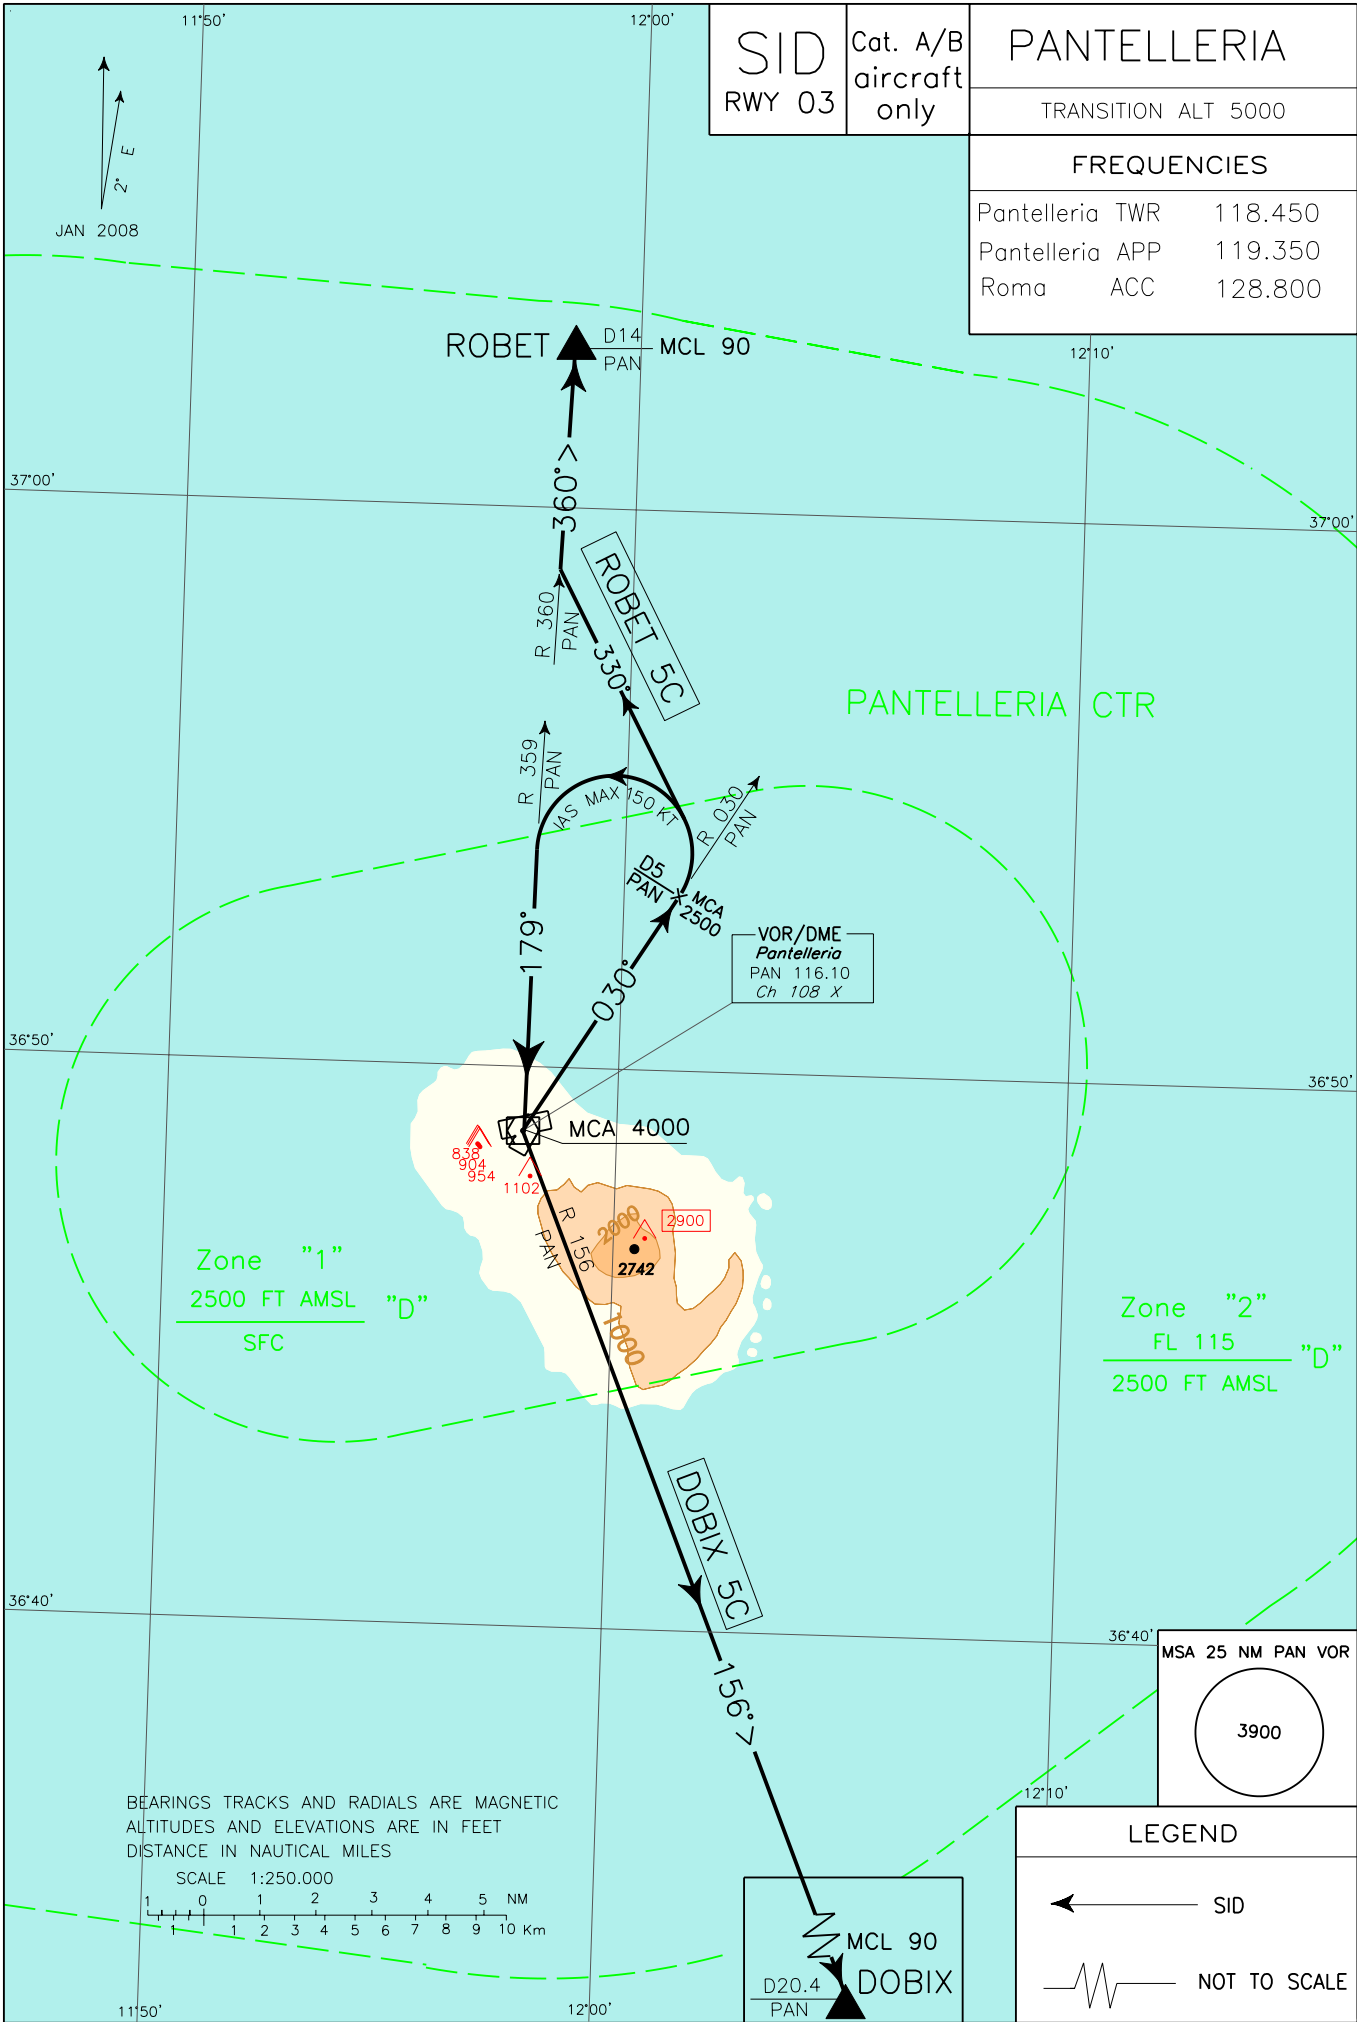 11°50'
12°00'
SID
RWY 03
Cat. A/B
aircraft
only
PANTELLERIA
TRANSITION ALT 5000
FREQUENCIES
Pantelleria TWR 118.450
Pantelleria APP 119.350
Roma ACC 128.800
2° E
JAN 2008
ROBET
D14
PAN
MCL 90
12°10'
37°00'
37°00'
360°>
ROBET 5C
R 360
PAN
330°
PANTELLERIA CTR
R 359
PAN
IAS MAX 150 KT
R 030
PAN
D5
PAN
MCA
2500
179°
030°
VOR/DME
Pantelleria
PAN 116.10
Ch 108 X
36°50'
36°50'
MCA 4000
838
904
954
1102
R 156
PAN
2000
2900
2742
1000
Zone "1"
2500 FT AMSL
SFC
"D"
Zone "2"
FL 115
2500 FT AMSL
"D"
DOBIX 5C
36°40'
36°40'
156°>
MSA 25 NM PAN VOR
3900
12°10'
BEARINGS TRACKS AND RADIALS ARE MAGNETIC
ALTITUDES AND ELEVATIONS ARE IN FEET
DISTANCE IN NAUTICAL MILES
SCALE 1:250.000
1 0 1 2 3 4 5 NM
1 1 2 3 4 5 6 7 8 9 10 Km
LEGEND
SID
NOT TO SCALE
MCL 90
DOBIX
D20.4
PAN
11°50'
12°00'